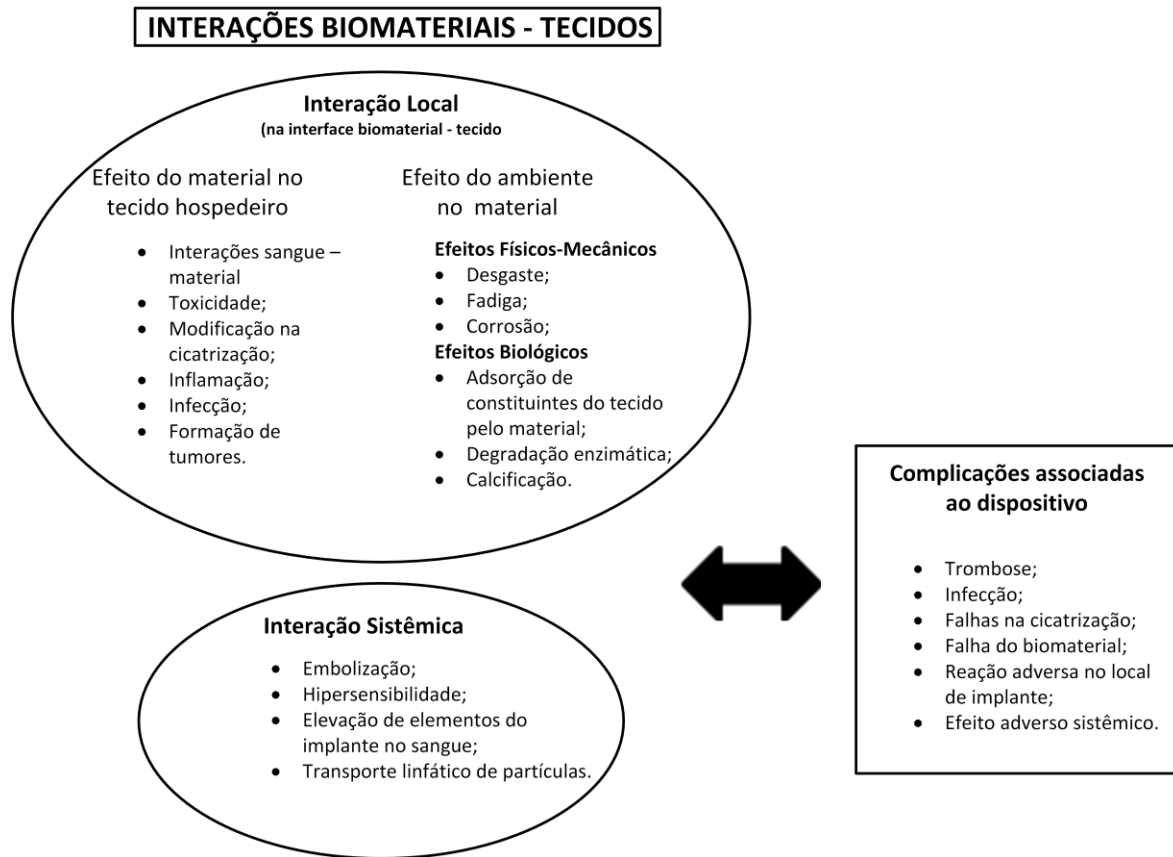 INTERAÇÕES BIOMATERIAIS - TECIDOS
Interação Local
(na interface biomaterial - tecido
Efeito do material no
tecido hospedeiro
• Interações sangue –
material
• Toxicidade;
• Modificação na
cicatrização;
• Inflamação;
• Infecção;
• Formação de
tumores.
Efeito do ambiente
no material
Efeitos Físicos-Mecânicos
• Desgaste;
• Fadiga;
• Corrosão;
Efeitos Biológicos
• Adsorção de
constituintes do tecido
pelo material;
• Degradação enzimática;
• Calcificação.
Interação Sistêmica
• Embolização;
• Hipersensibilidade;
• Elevação de elementos do
implante no sangue;
• Transporte linfático de partículas.
Complicações associadas
ao dispositivo
• Trombose;
• Infecção;
• Falhas na cicatrização;
• Falha do biomaterial;
• Reação adversa no local
de implante;
• Efeito adverso sistêmico.